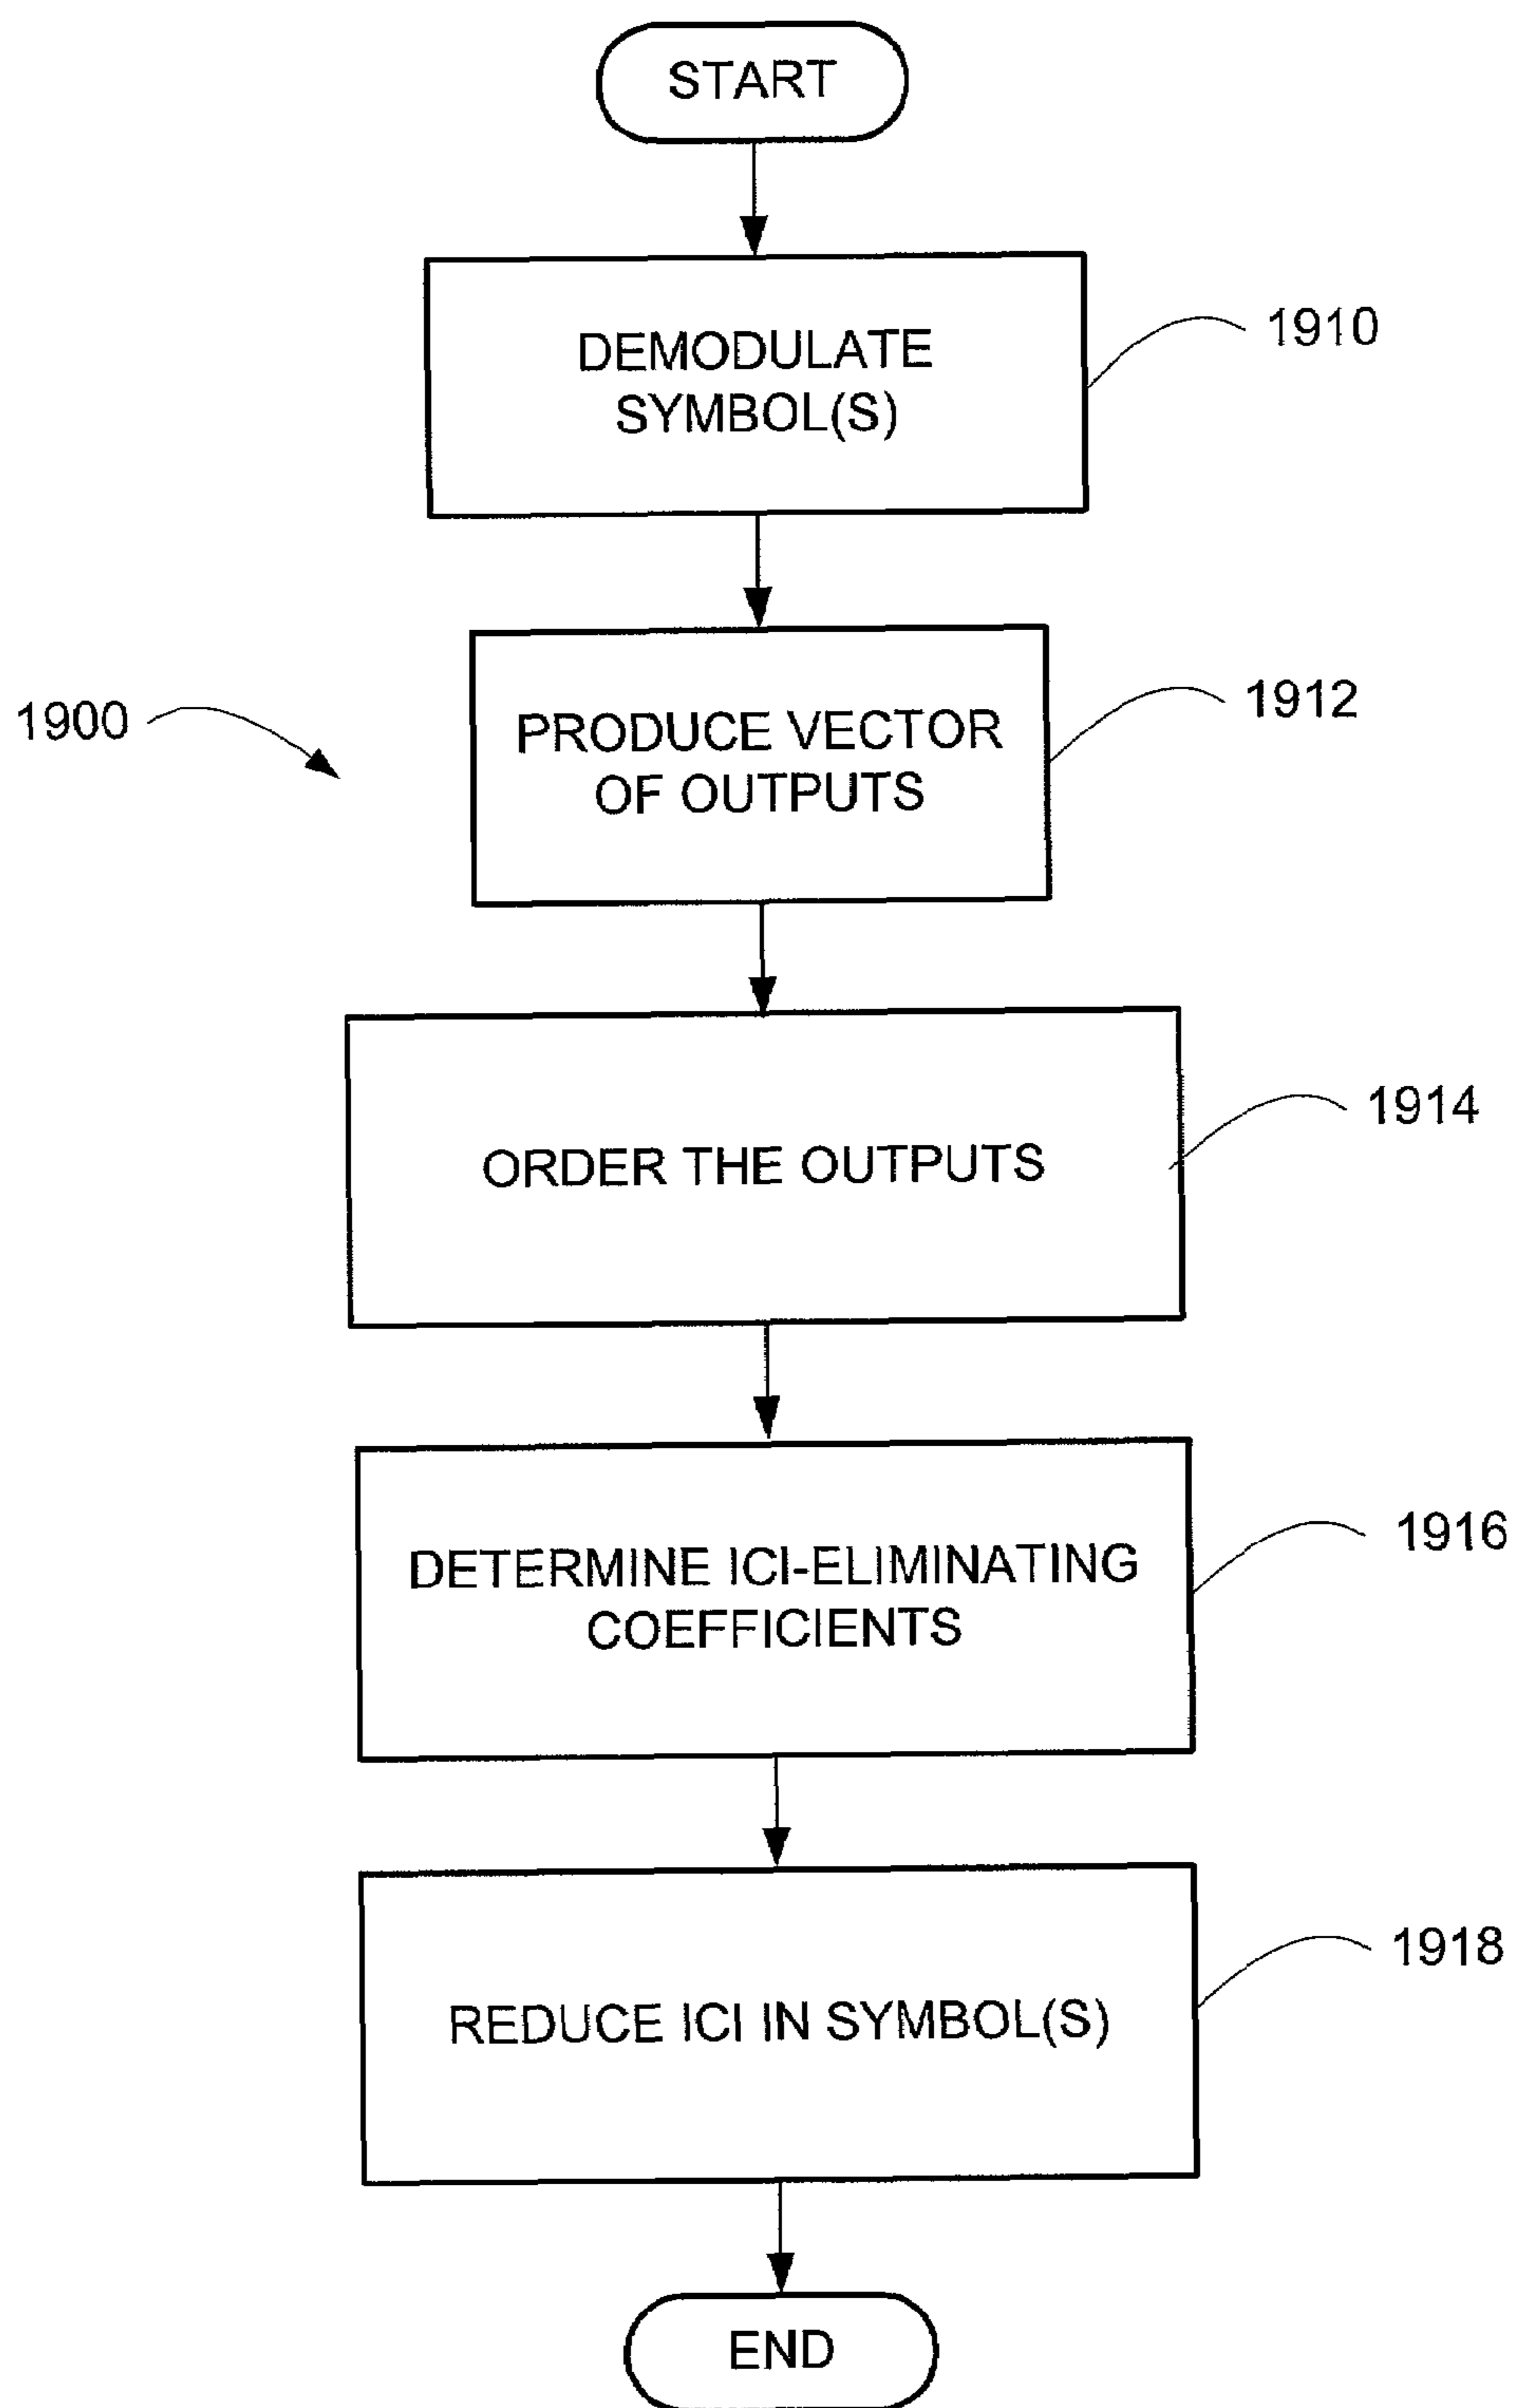 START
DEMODULATE
SYMBOL(S)
1910
PRODUCE VECTOR
OF OUTPUTS
1912
1900
ORDER THE OUTPUTS
1914
DETERMINE ICI-ELIMINATING
COEFFICIENTS
1916
REDUCE ICI IN SYMBOL(S)
1918
END